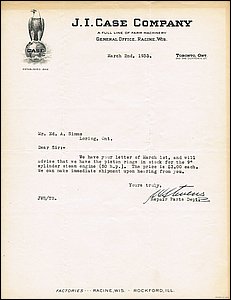 J.I. CASE COMPANY
A FULL LINE OF FARM MACHINERY
GENERAL OFFICE, RACINE, WIS.
TORONTO, ONT
CASE
March 2nd, 1933.
Mr. Ed. A. Simms
Loring, Ont.
Dear Sir:-
We have your letter of March 1st, and will
advise that we have the piston rings in stock for the 9"
cylinder steam engine (50 h.p.). The price is $3.00 each.
We can make immediate shipment upon hearing from you.
Yours truly,
Repair Parts Dept.
FACTORIES -- RACINE, WIS. - ROCKFORD, ILL.